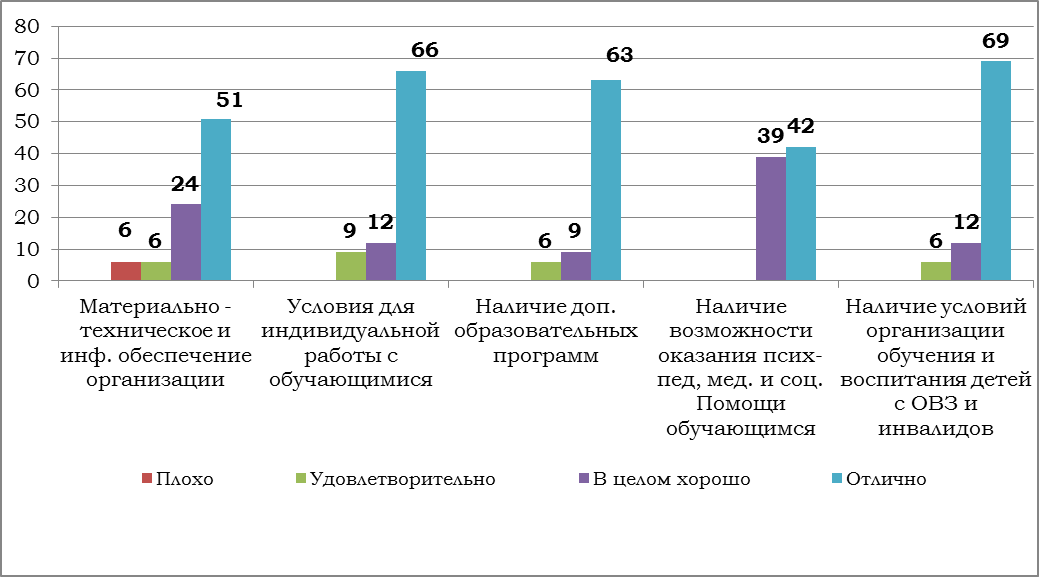 80
70
60
50
40
30
20
10
0
6
6
24
51
9
12
66
6
9
63
39
42
6
12
69
Материально -
техническое и
инф. обеспечение
организации
Условия для
индивидуальной
работы с
обучающимися
Наличие доп.
образовательных
программ
Наличие
возможности
оказания псих-
пед, мед. и соц.
Помощи
обучающимся
Наличие условий
организации
обучения и
воспитания детей
с ОВЗ и
инвалидов
Плохо
Удовлетворительно
В целом хорошо
Отлично